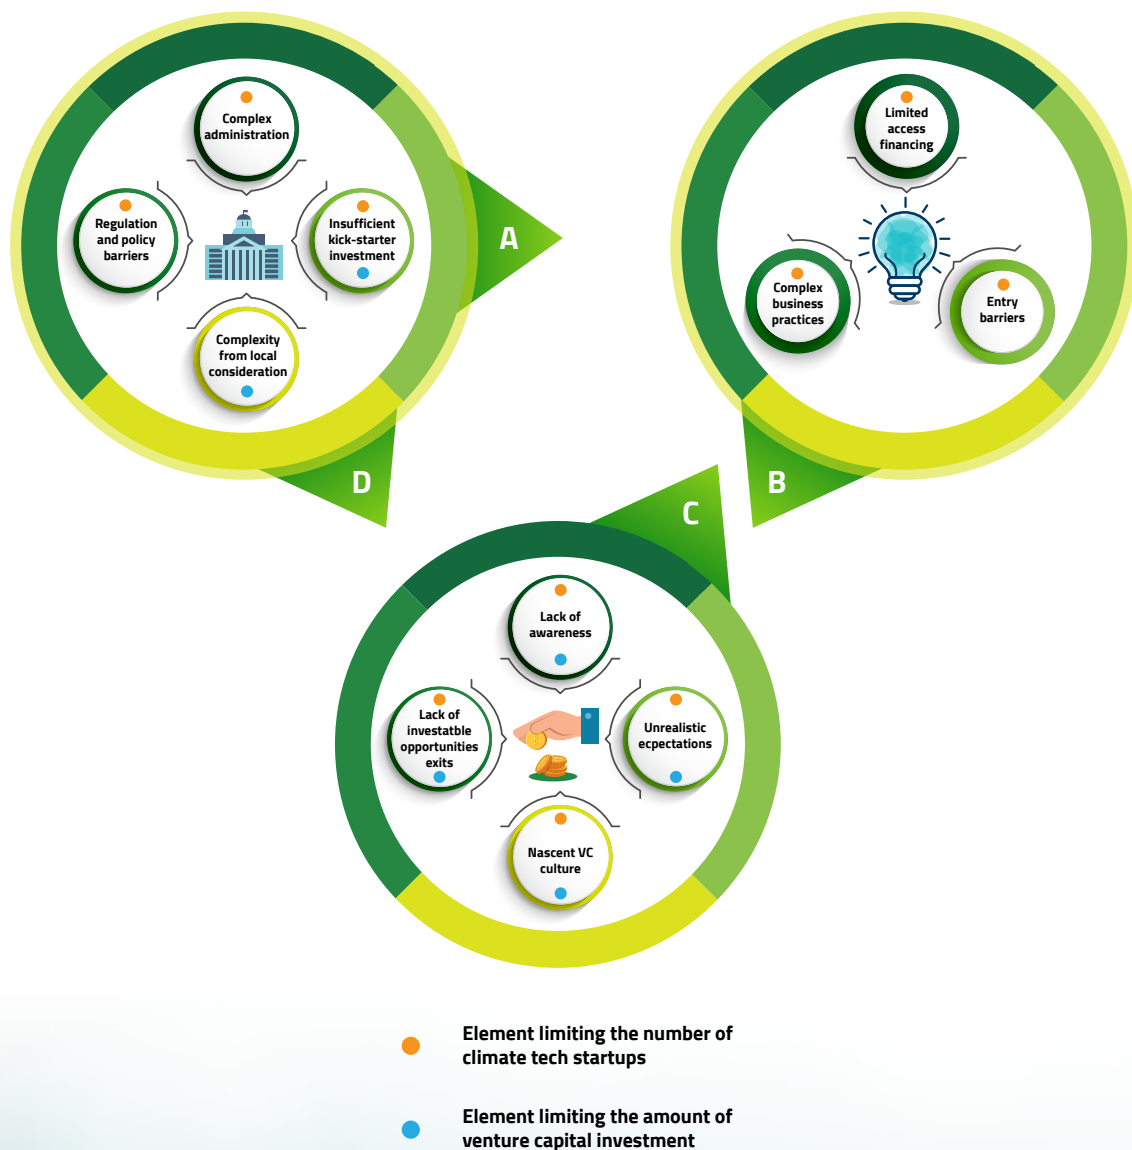 Complex
administration
Regulation
and policy
barriers
Insufficient
kick-starter
investment
Complexity
from local
consideration
A
D
Limited
access
financing
Complex
business
practices
Entry
barriers
B
C
Lack of
awareness
Lack of
investatble
opportunities
exits
Unrealistic
ecpectations
Nascent VC
culture
Element limiting the number of
climate tech startups
Element limiting the amount of
venture capital investment